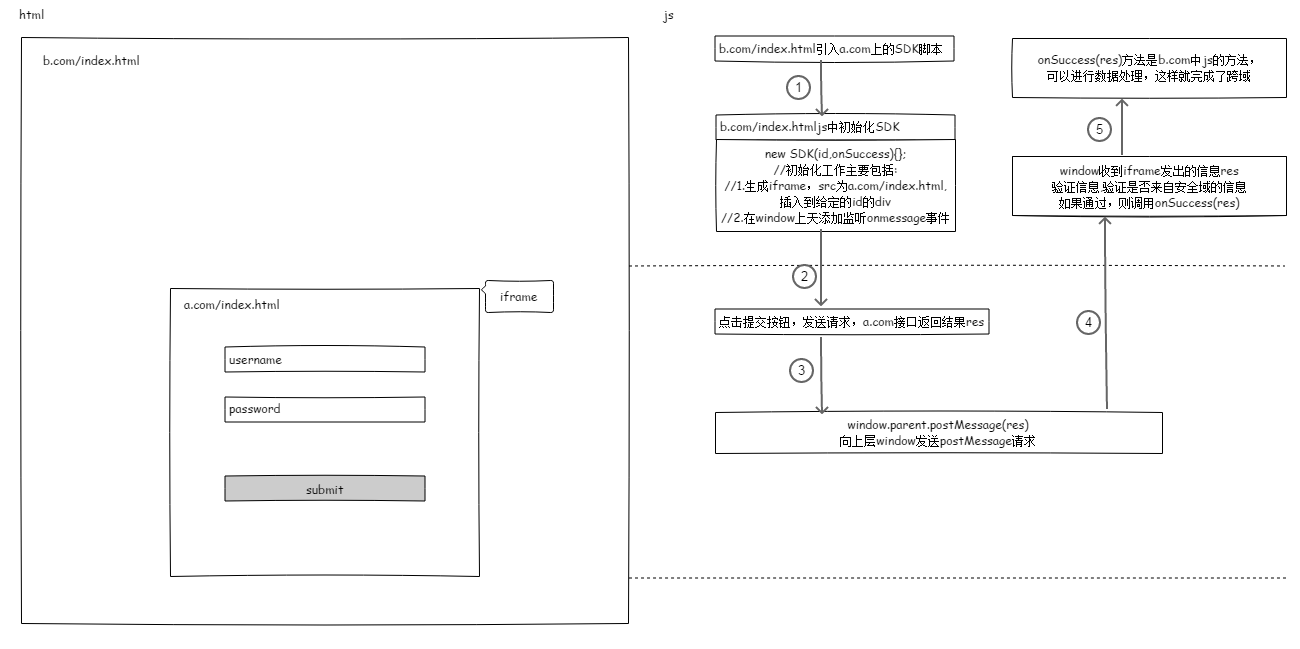 html
b.com/index.html
a.com/index.html
iframe
username
password
submit
js
b.com/index.html引入a.com上的SDK脚本
1
b.com/index.htmljs中初始化SDK
new SDK(id,onSuccess){};
//初始化工作主要包括:
//1.生成iframe，src为a.com/index.html,
插入到给定的id的div
//2.在window上天添加监听onmessage事件
2
点击提交按钮，发送请求，a.com接口返回结果res
3
window.parent.postMessage(res)
向上层window发送postMessage请求
4
window收到iframe发出的信息res
验证信息.验证是否来自安全域的信息
如果通过，则调用onSuccess(res)
5
onSuccess(res)方法是b.com中js的方法，
可以进行数据处理，这样就完成了跨域